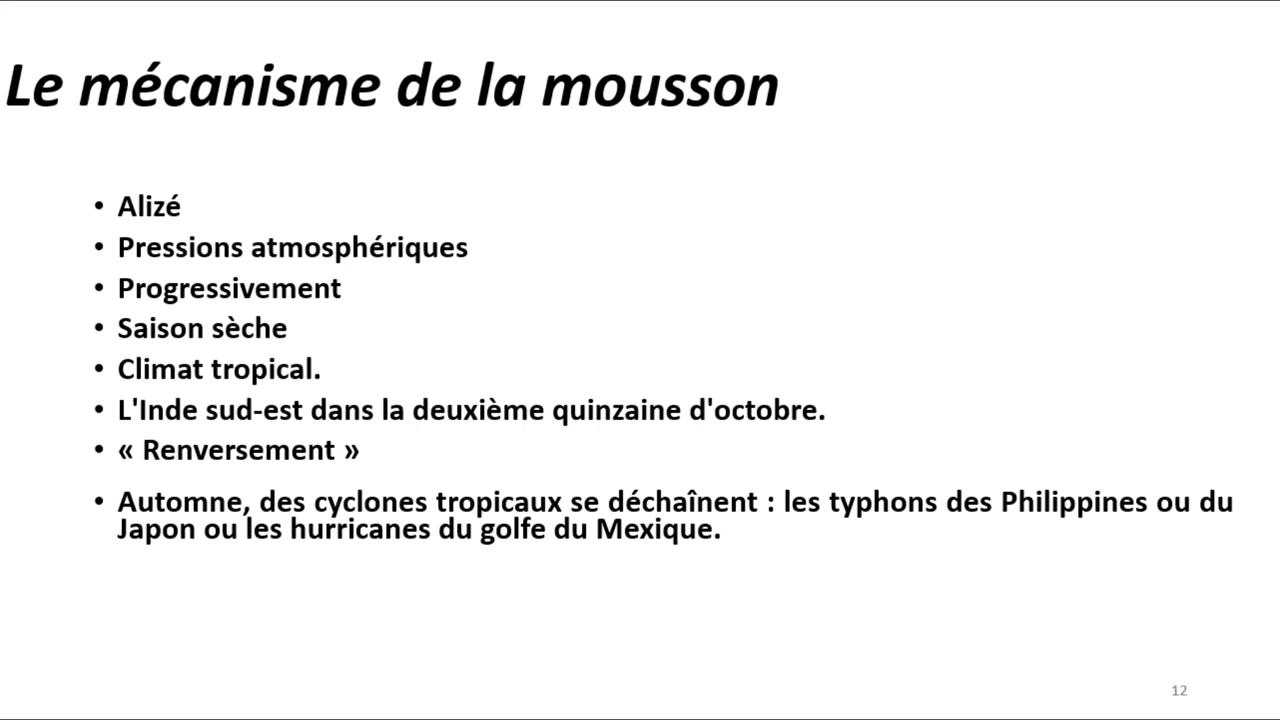 Le mécanisme de la mousson
• Alizé
• Pressions atmosphériques
• Progressivement
• Saison sèche
• Climat tropical.
• L'Inde sud-est dans la deuxième quinzaine d'octobre.
• « Renversement »
• Automne, des cyclones tropicaux se déchaînent : les typhons des Philippines ou du
Japon ou les hurricanes du golfe du Mexique.
12